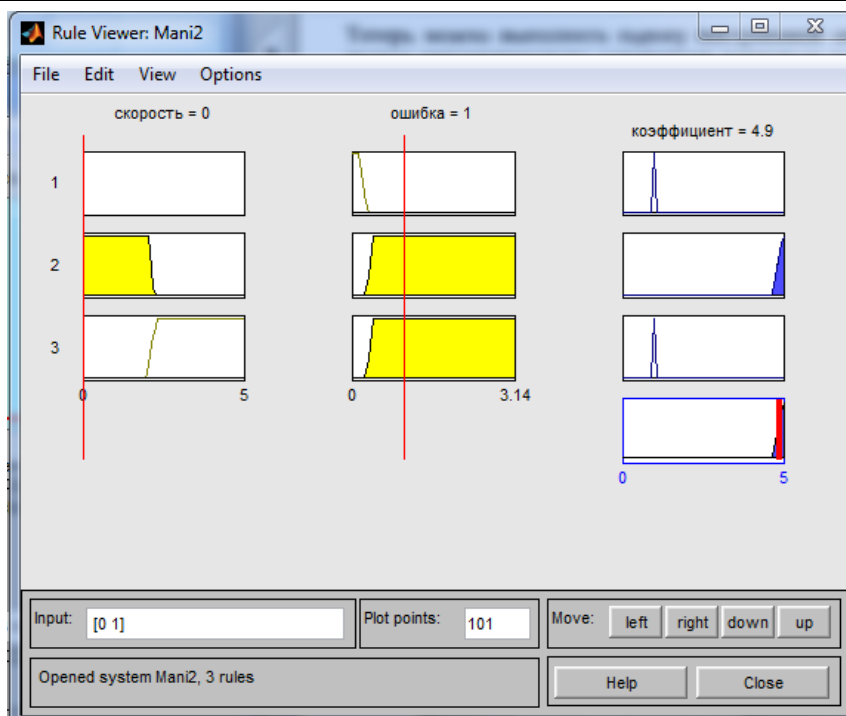 Rule Viewer: Mani2
File Edit View Options
скорость = 0
ошибка = 1
коэффициент = 4.9
1
2
3
0 5
0 3.14
0 5
Input: [0 1]
Plot points: 101
Move: left right down up
Opened system Mani2, 3 rules
Help Close